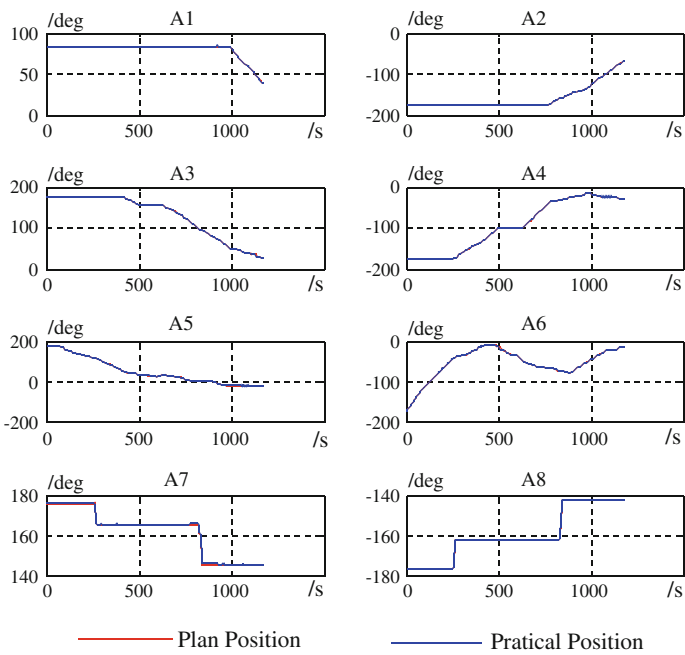 /deg A1
100
50
0
0 500 1000 /s
/deg A2
0
-100
-200
0 500 1000 /s
/deg A3
200
100
0
0 500 1000 /s
/deg A4
0
-100
-200
0 500 1000 /s
/deg A5
200
0
-200
0 500 1000 /s
/deg A6
0
-100
-200
0 500 1000 /s
/deg A7
180
160
140
0 500 1000 /s
/deg A8
-140
-160
-180
0 500 1000 /s
Plan Position
Pratical Position